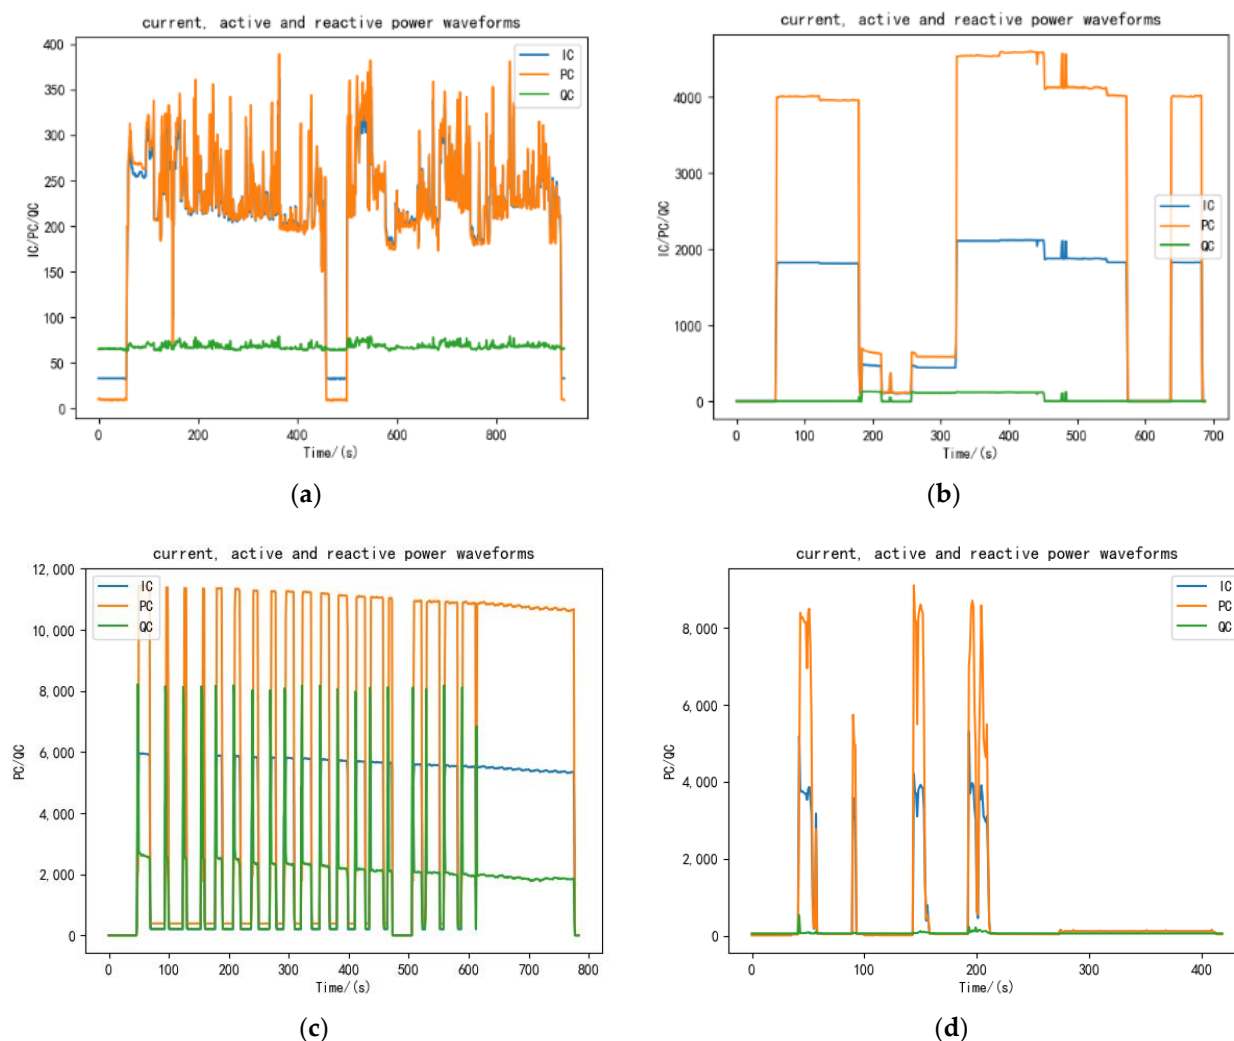 current, active and reactive power waveforms
IC/PC/QC
400
350
300
250
200
150
100
50
0
IC
PC
QC
0 200 400 600 800
Time/(s)
(a)
current, active and reactive power waveforms
IC/PC/QC
4000
3000
2000
1000
0
IC
PC
QC
0 100 200 300 400 500 600 700
Time/(s)
(b)
current, active and reactive power waveforms
PC/QC
12,000
10,000
8,000
6,000
4,000
2,000
0
IC
PC
QC
0 100 200 300 400 500 600 700 800
Time/(s)
(c)
current, active and reactive power waveforms
PC/QC
8,000
6,000
4,000
2,000
0
IC
PC
QC
0 100 200 300 400
Time/(s)
(d)